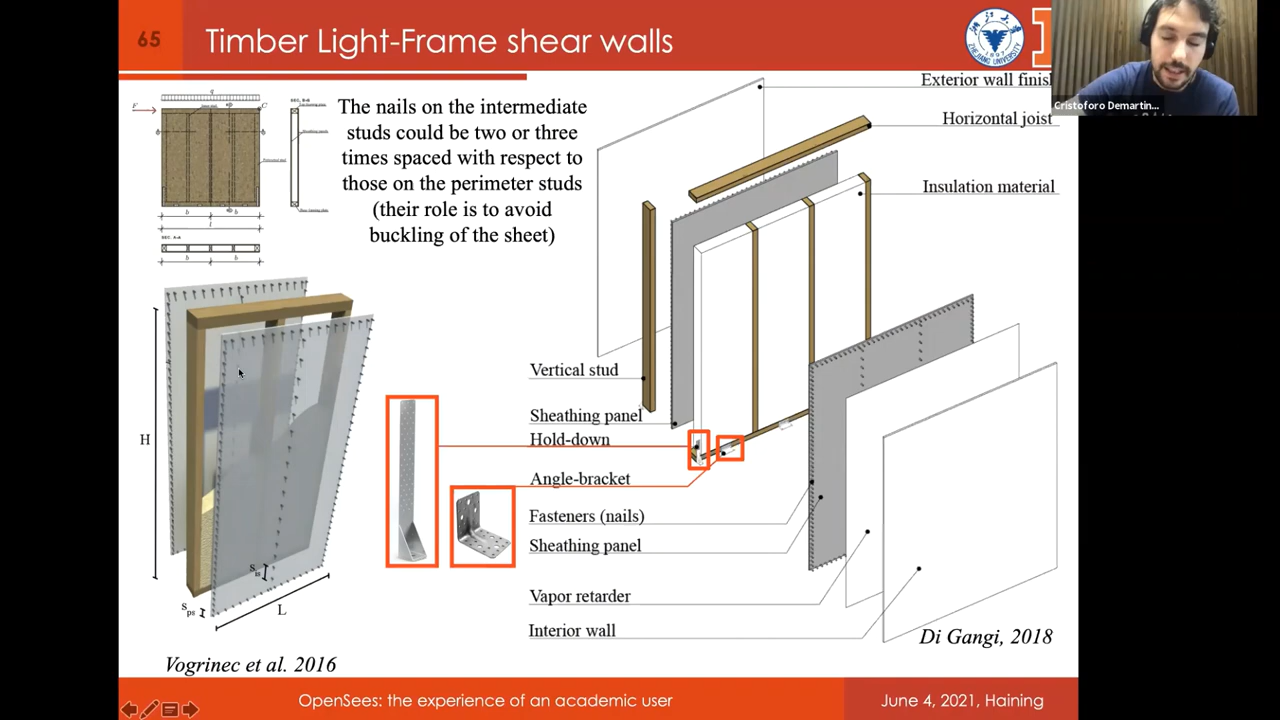 65
Timber Light-Frame shear walls
Cristoforo Demartin...
The nails on the intermediate
studs could be two or three
times spaced with respect to
those on the perimeter studs
(their role is to avoid
buckling of the sheet)
q
F
C
b
b
l
b
b
Exterior wall finish
Horizontal joist
Insulation material
Vertical stud
Sheathing panel
Hold-down
Angle-bracket
Fasteners (nails)
Sheathing panel
Vapor retarder
Interior wall
H
L
s
s ps
Vogrinec et al. 2016
Di Gangi, 2018
OpenSees: the experience of an academic user
June 4, 2021, Haining